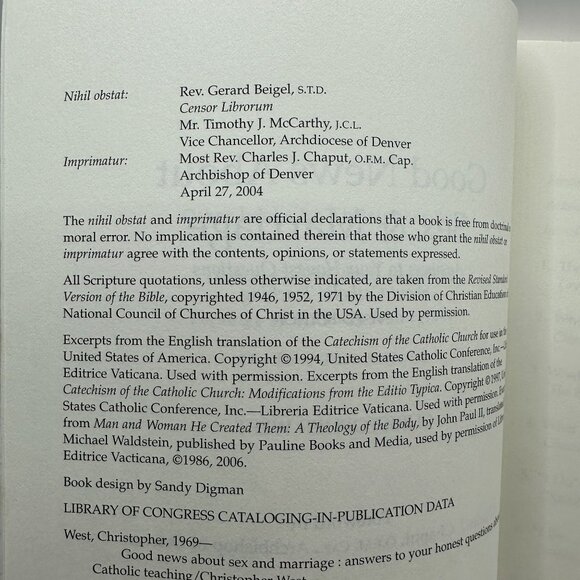 Nihil obstat: Rev. Gerard Beigel, S.T.D.
Censor Librorum
Mr. Timothy J. McCarthy, J.C.L.
Vice Chancellor, Archdiocese of Denver
Imprimatur: Most Rev. Charles J. Chaput, O.F.M. Cap.
Archbishop of Denver
April 27, 2004
The nihil obstat and imprimatur are official declarations that a book is free from doctrinal
moral error. No implication is contained therein that those who grant the nihil obstat or
imprimatur agree with the contents, opinions, or statements expressed.
All Scripture quotations, unless otherwise indicated, are taken from the Revised Standard
Version of the Bible, copyrighted 1946, 1952, 1971 by the Division of Christian Education
National Council of Churches of Christ in the USA. Used by permission.
Excerpts from the English translation of the Catechism of the Catholic Church for use in the
United States of America. Copyright ©1994, United States Catholic Conference, Inc.—
Editrice Vaticana. Used with permission. Excerpts from the English translation of the
Catechism of the Catholic Church: Modifications from the Editio Typica. Copyright ©1997,
States Catholic Conference, Inc.—Libreria Editrice Vaticana. Used with permission.
from Man and Woman He Created Them: A Theology of the Body, by John Paul II,
Michael Waldstein, published by Pauline Books and Media, used by permission of
Editrice Vacticana, ©1986, 2006.
Book design by Sandy Digman
LIBRARY OF CONGRESS CATALOGING-IN-PUBLICATION DATA
West, Christopher, 1969—
Good news about sex and marriage : answers to your honest questions
Catholic teaching/Christopher West